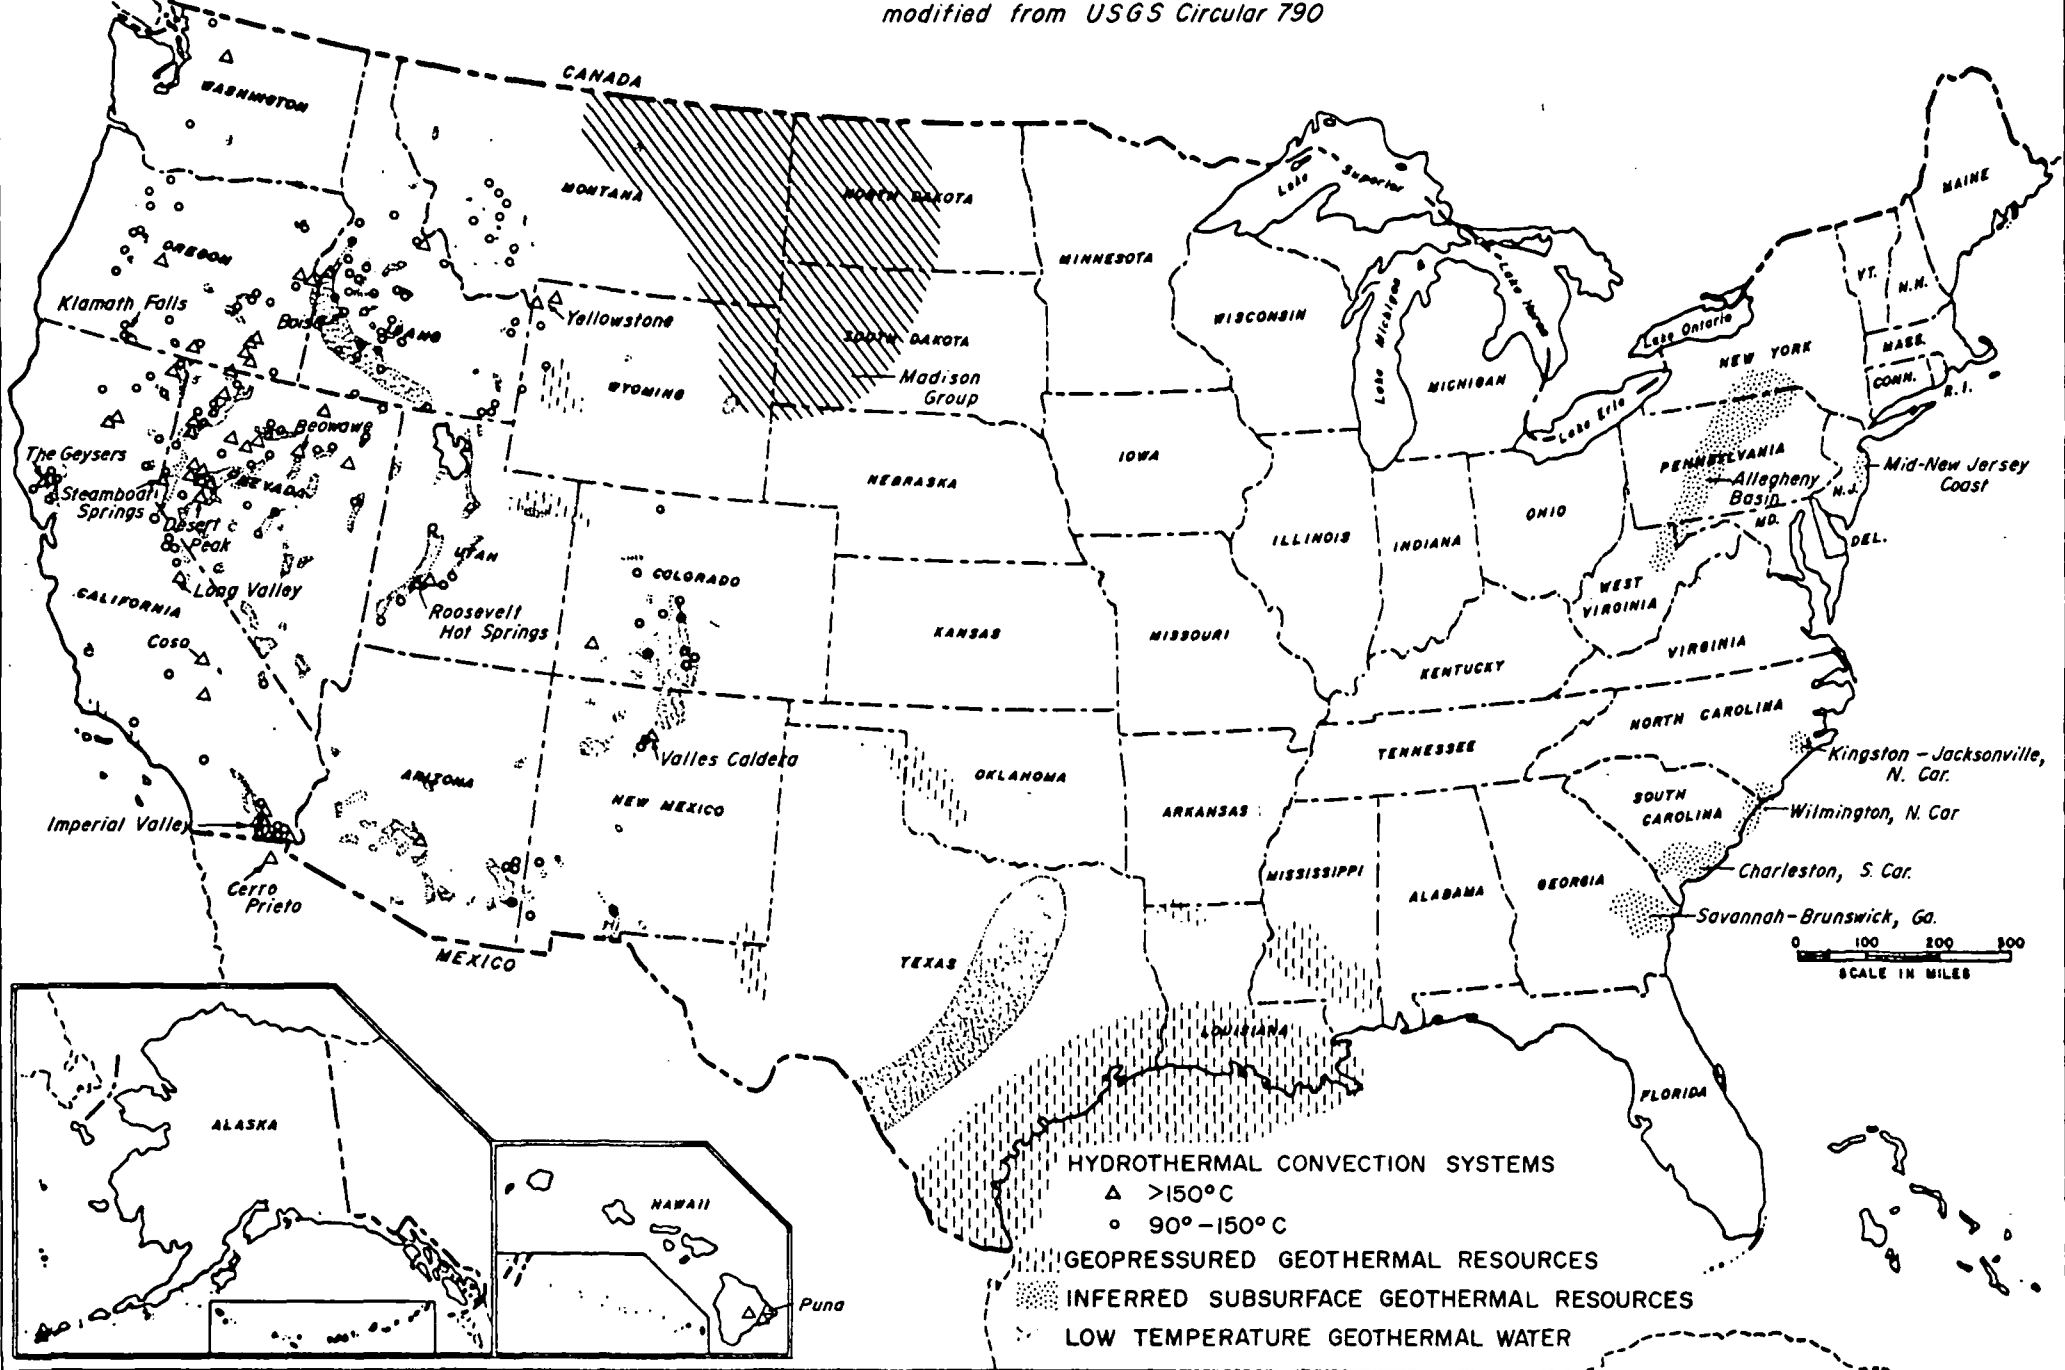 modified from USGS Circular 790
CANADA
WASHINGTON
MONTANA
NORTH DAKOTA
MINNESOTA
Lake Superior
MAINE
OREGON
Klamath Falls
Boise
IDAHO
Yellowstone
WYOMING
SOUTH DAKOTA
Madison
Group
WISCONSIN
Lake Michigan
Lake Huron
MICHIGAN
Lake Ontario
Lake Erie
NEW YORK
VT.
N.H.
MASS.
CONN.
R.I.
The Geysers
Beowawe
Steamboat
Springs
NEVADA
Desert
Peak
Long Valley
CALIFORNIA
Coso
UTAH
Roosevelt
Hot Springs
COLORADO
NEBRASKA
IOWA
KANSAS
MISSOURI
ILLINOIS
INDIANA
OHIO
PENNSYLVANIA
Allegheny
Basin
Mid-New Jersey
Coast
N.J.
MD.
DEL.
WEST
VIRGINIA
VIRGINIA
KENTUCKY
TENNESSEE
NORTH CAROLINA
Kingston-Jacksonville,
N. Car.
SOUTH
CAROLINA
Wilmington, N. Car
Charleston, S. Car.
Savannah-Brunswick, Ga.
Imperial Valley
Cerro
Prieto
ARIZONA
NEW MEXICO
Valles Caldera
OKLAHOMA
ARKANSAS
MISSISSIPPI
ALABAMA
GEORGIA
MEXICO
TEXAS
LOUISIANA
FLORIDA
0 100 200 300
SCALE IN MILES
ALASKA
HAWAII
Puna
HYDROTHERMAL CONVECTION SYSTEMS
>150°C
90°-150°C
GEOPRESSURED GEOTHERMAL RESOURCES
INFERRED SUBSURFACE GEOTHERMAL RESOURCES
LOW TEMPERATURE GEOTHERMAL WATER